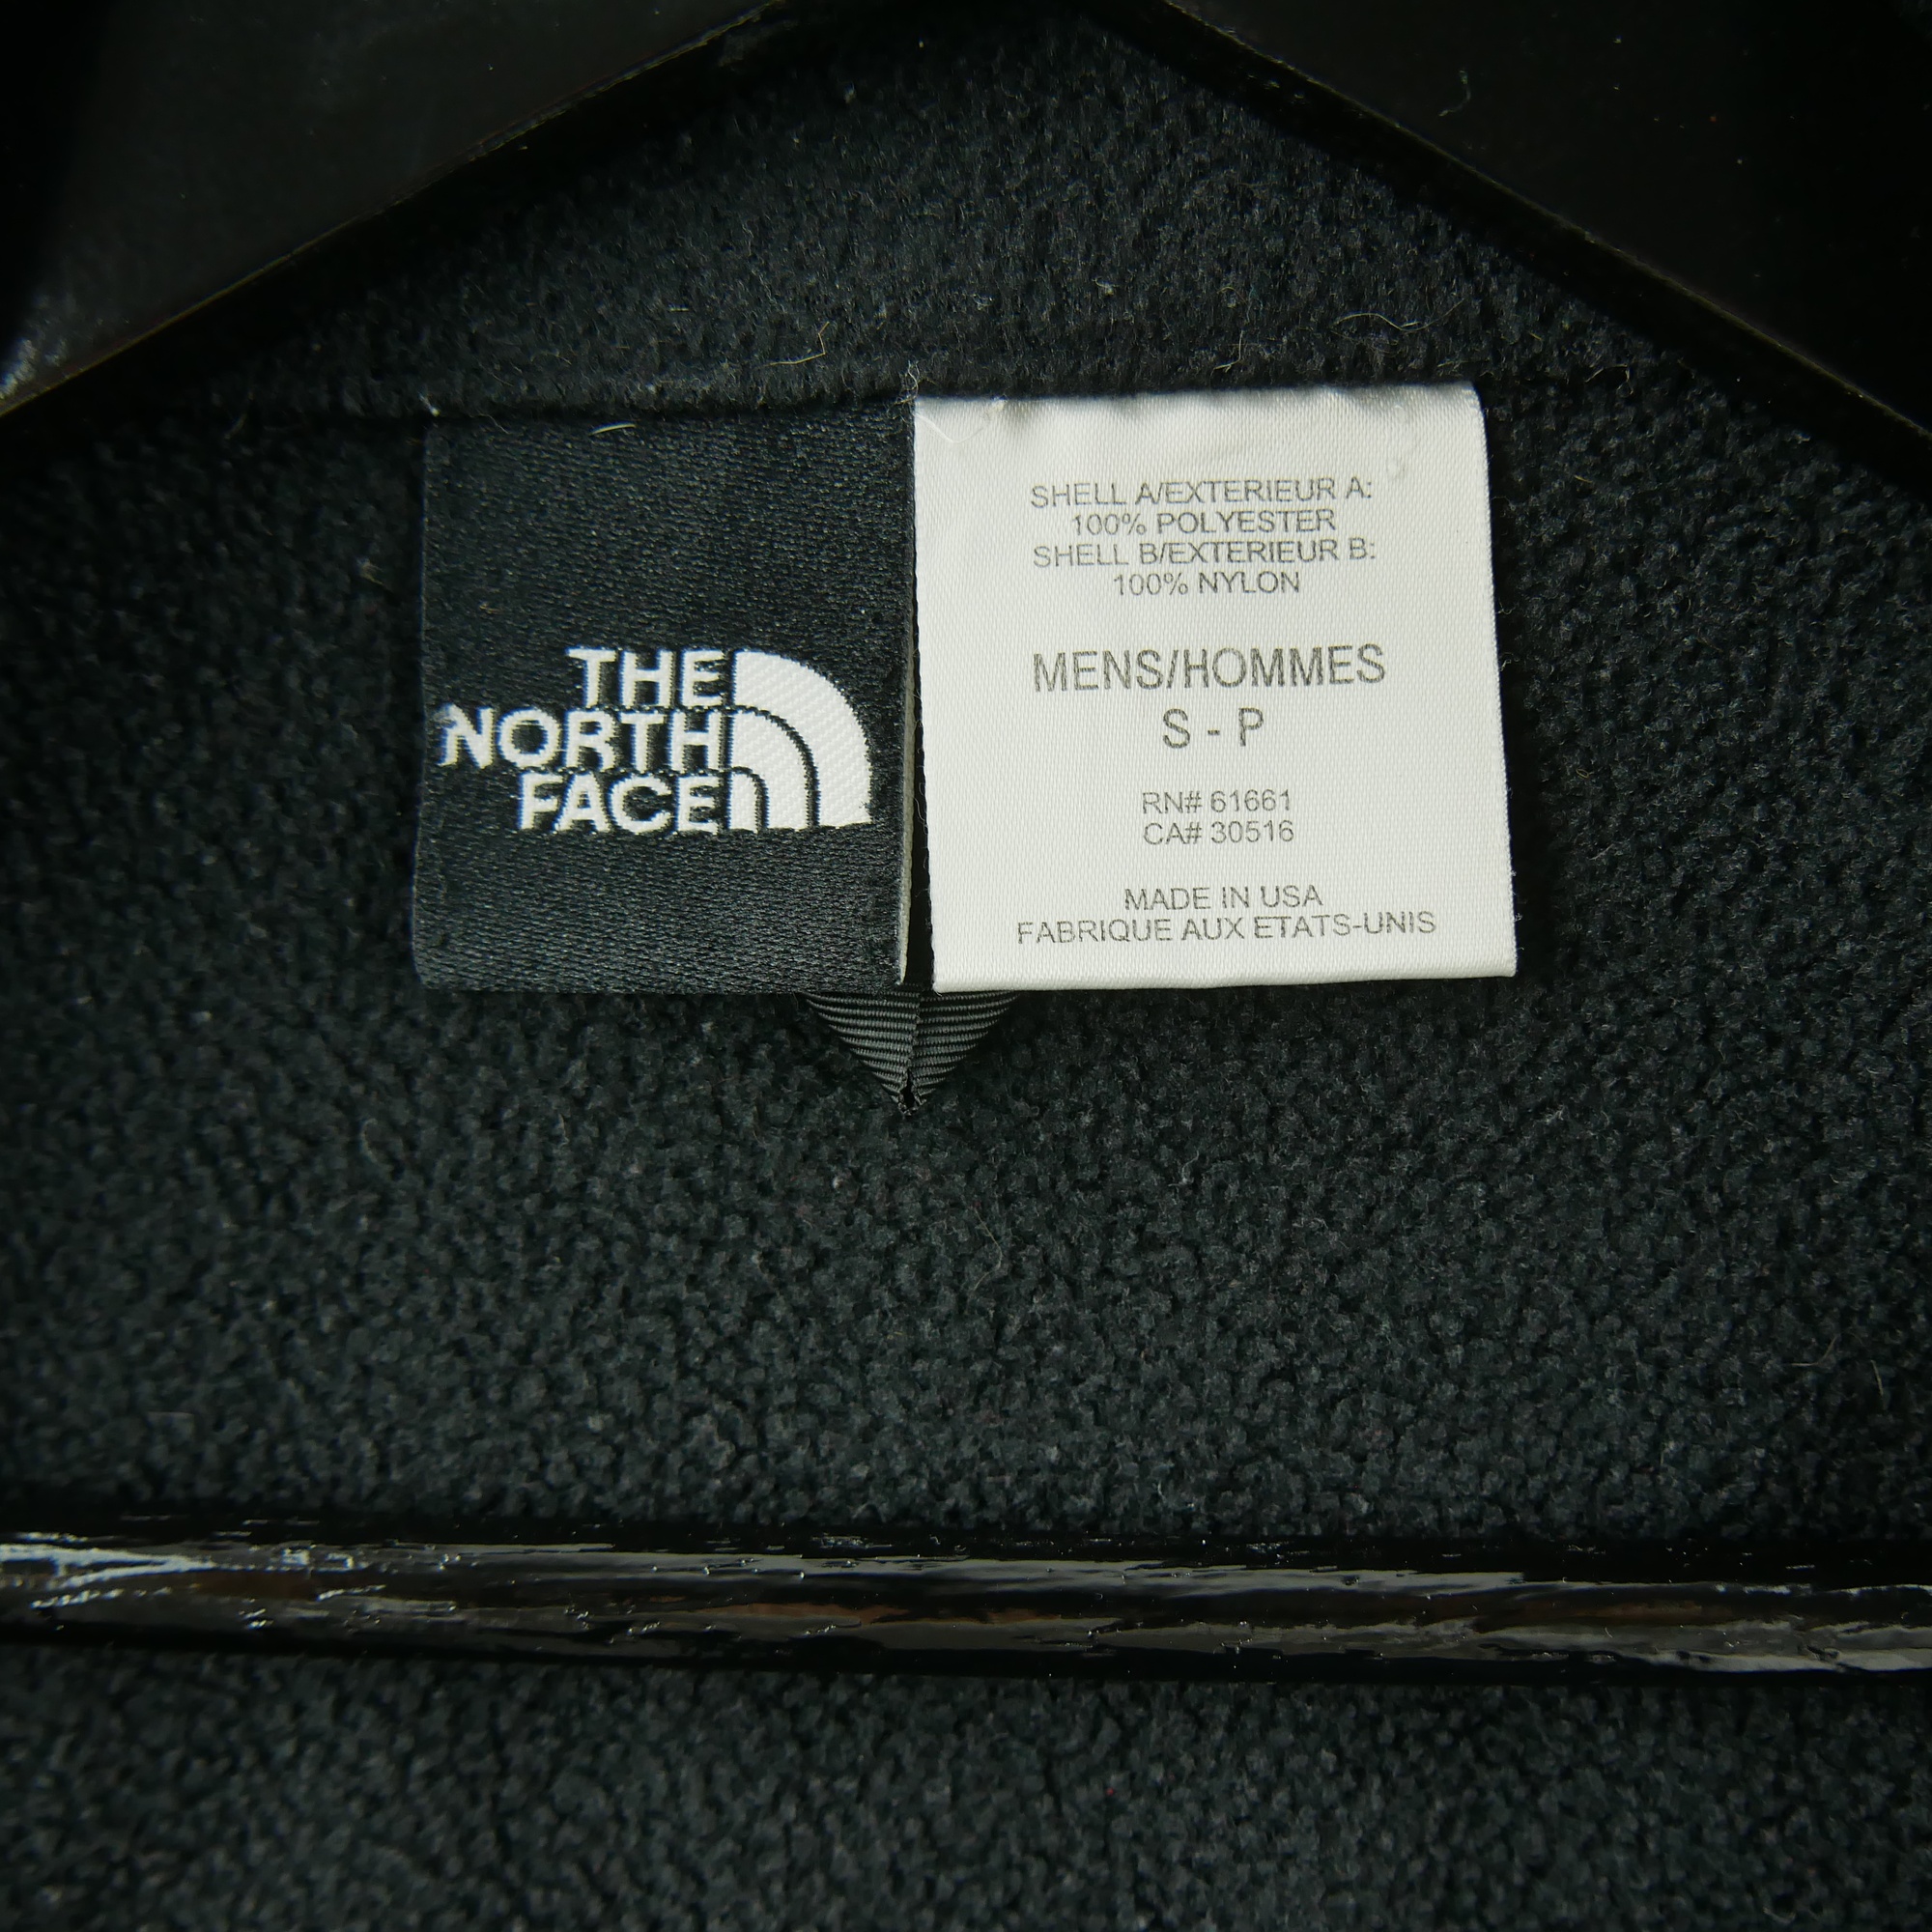 THE
NORTH
FACE
SHELL A/EXTERIEUR A:
100% POLYESTER
SHELL B/EXTERIEUR B:
100% NYLON
MENS/HOMMES
S - P
RN# 61661
CA# 30516
MADE IN USA
FABRIQUE AUX ETATS-UNIS